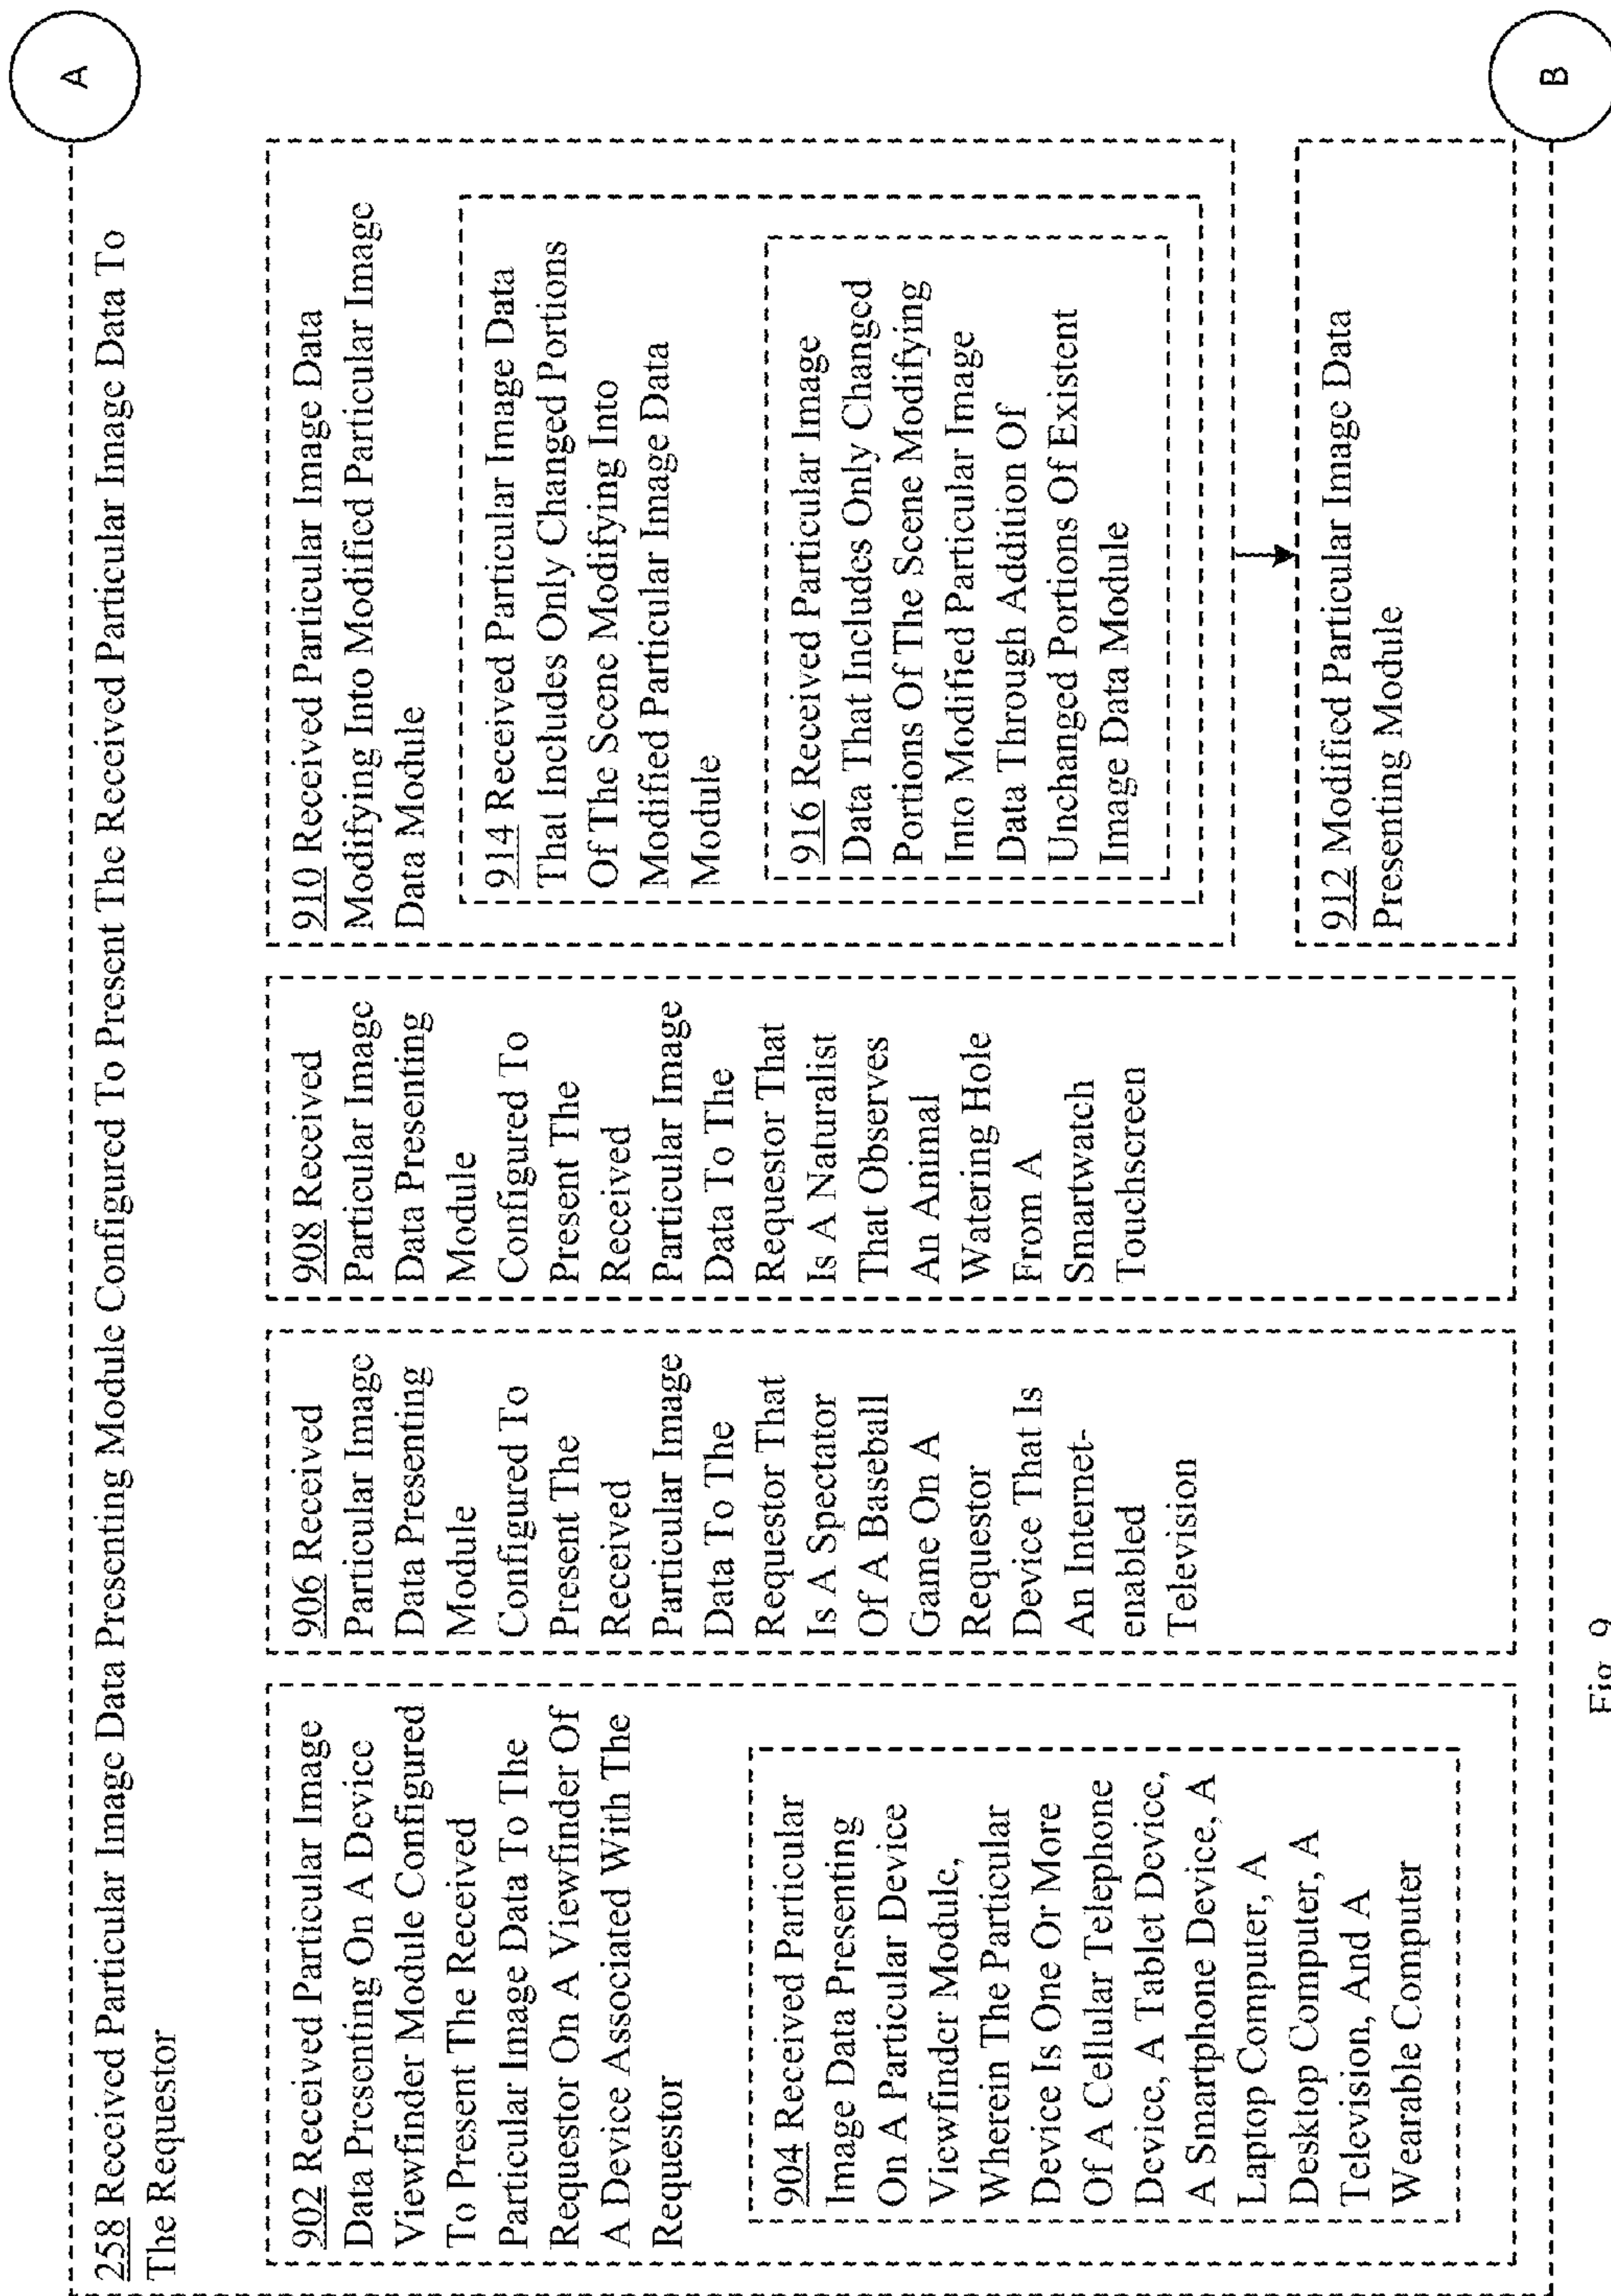 258 Received Particular Image Data Presenting Module Configured To Present The Received Particular Image Data To
The Requestor
902 Received Particular Image
Data Presenting On A Device
Viewfinder Module Configured
To Present The Received
Particular Image Data To The
Requestor On A Viewfinder Of
A Device Associated With The
Requestor
904 Received Particular
Image Data Presenting
On A Particular Device
Viewfinder Module,
Wherein The Particular
Device Is One Or More
Of A Cellular Telephone
Device, A Tablet Device,
A Smartphone Device, A
Laptop Computer, A
Desktop Computer, A
Television, And A
Wearable Computer
906 Received
Particular Image
Data Presenting
Module
Configured To
Present The
Received
Particular Image
Data To The
Requestor That
Is A Spectator
Of A Baseball
Game On A
Requestor
Device That Is
An Internet-
enabled
Television
908 Received
Particular Image
Data Presenting
Module
Configured To
Present The
Received
Particular Image
Data To The
Requestor That
Is A Naturalist
That Observes
An Animal
Watering Hole
From A
Smartwatch
Touchscreen
910 Received Particular Image Data
Modifying Into Modified Particular Image
Data Module
914 Received Particular Image Data
That Includes Only Changed Portions
Of The Scene Modifying Into
Modified Particular Image Data
Module
916 Received Particular Image
Data That Includes Only Changed
Portions Of The Scene Modifying
Into Modified Particular Image
Data Through Addition Of
Unchanged Portions Of Existent
Image Data Module
912 Modified Particular Image Data
Presenting Module
A
B
Fig. 9